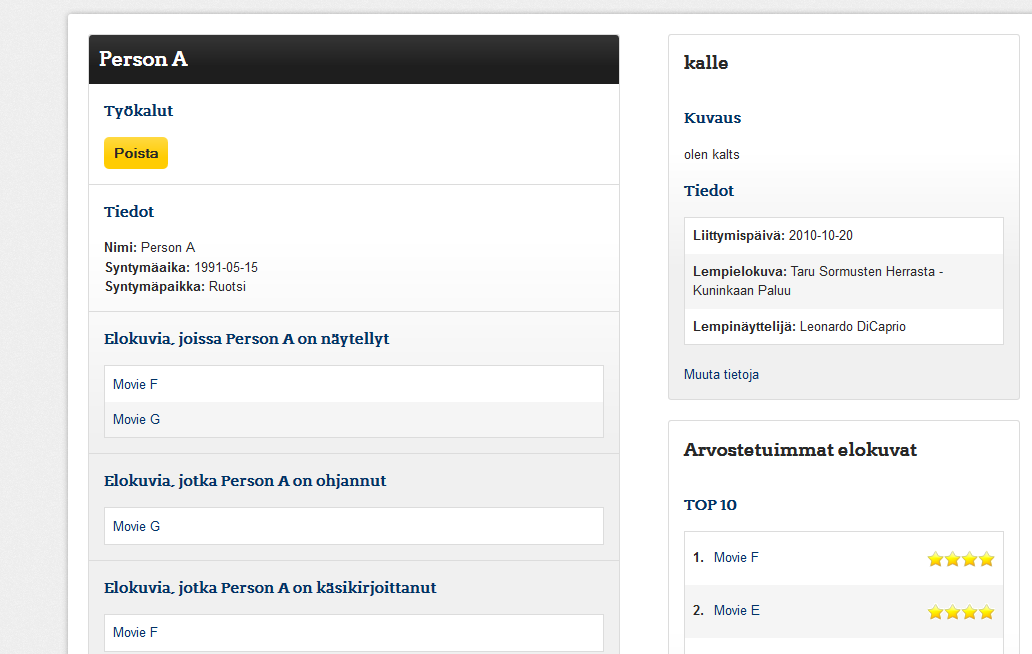 Person A
Työkalut
Poista
Tiedot
Nimi: Person A
Syntymäaika: 1991-05-15
Syntymäpaikka: Ruotsi
Elokuvia, joissa Person A on näytellyt
Movie F
Movie G
Elokuvia, jotka Person A on ohjannut
Movie G
Elokuvia, jotka Person A on käsikirjoittanut
Movie F
kalle
Kuvaus
olen kalts
Tiedot
Liittymispäivä: 2010-10-20
Lempielokuva: Taru Sormusten Herrasta -
Kuninkaan Paluu
Lempinäyttelijä: Leonardo DiCaprio
Muuta tietoja
Arvostetuimmat elokuvat
TOP 10
1. Movie F
2. Movie E